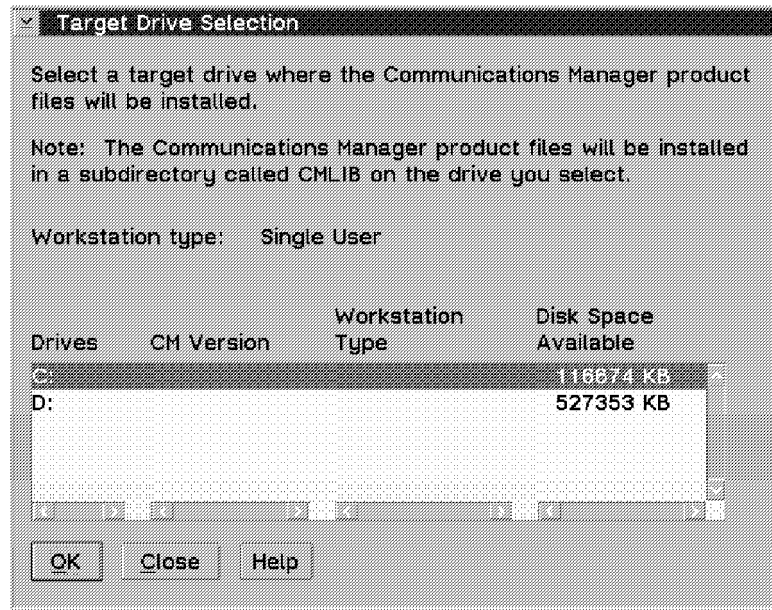 Target Drive Selection
Select a target drive where the Communications Manager product
files will be installed.
Note: The Communications Manager product files will be installed
in a subdirectory called CMLIB on the drive you select.
Workstation type: Single User
Workstation Disk Space
Drives CM Version Type Available
C: 116674 KB
D: 527353 KB
OK Close Help